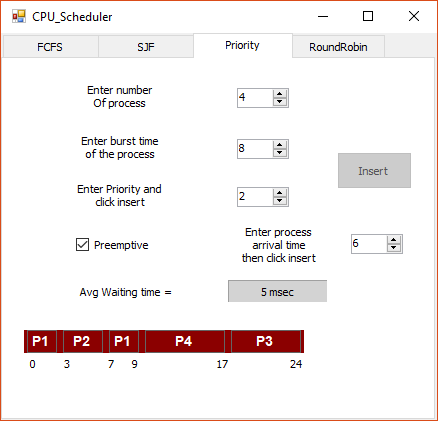 CPU_Scheduler
FCFS SJF Priority RoundRobin
Enter number
Of process
4
Enter burst time
of the process
8
Insert
Enter Priority and
click insert
2
Preemptive
Enter process
arrival time
then click insert
6
Avg Waiting time = 5 msec
P1 P2 P1 P4 P3
0 3 7 9 17 24